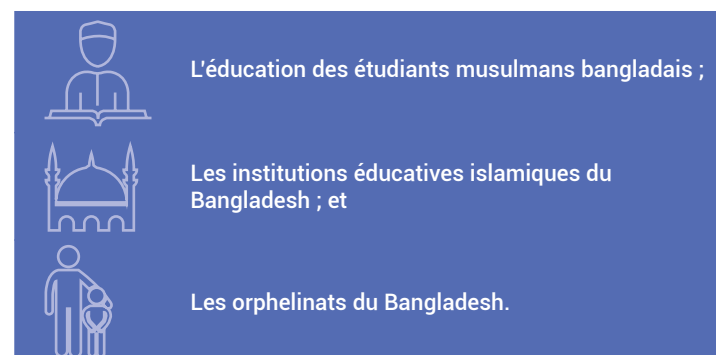 L'éducation des étudiants musulmans bangladais ;
Les institutions éducatives islamiques du
Bangladesh ; et
Les orphelinats du Bangladesh.